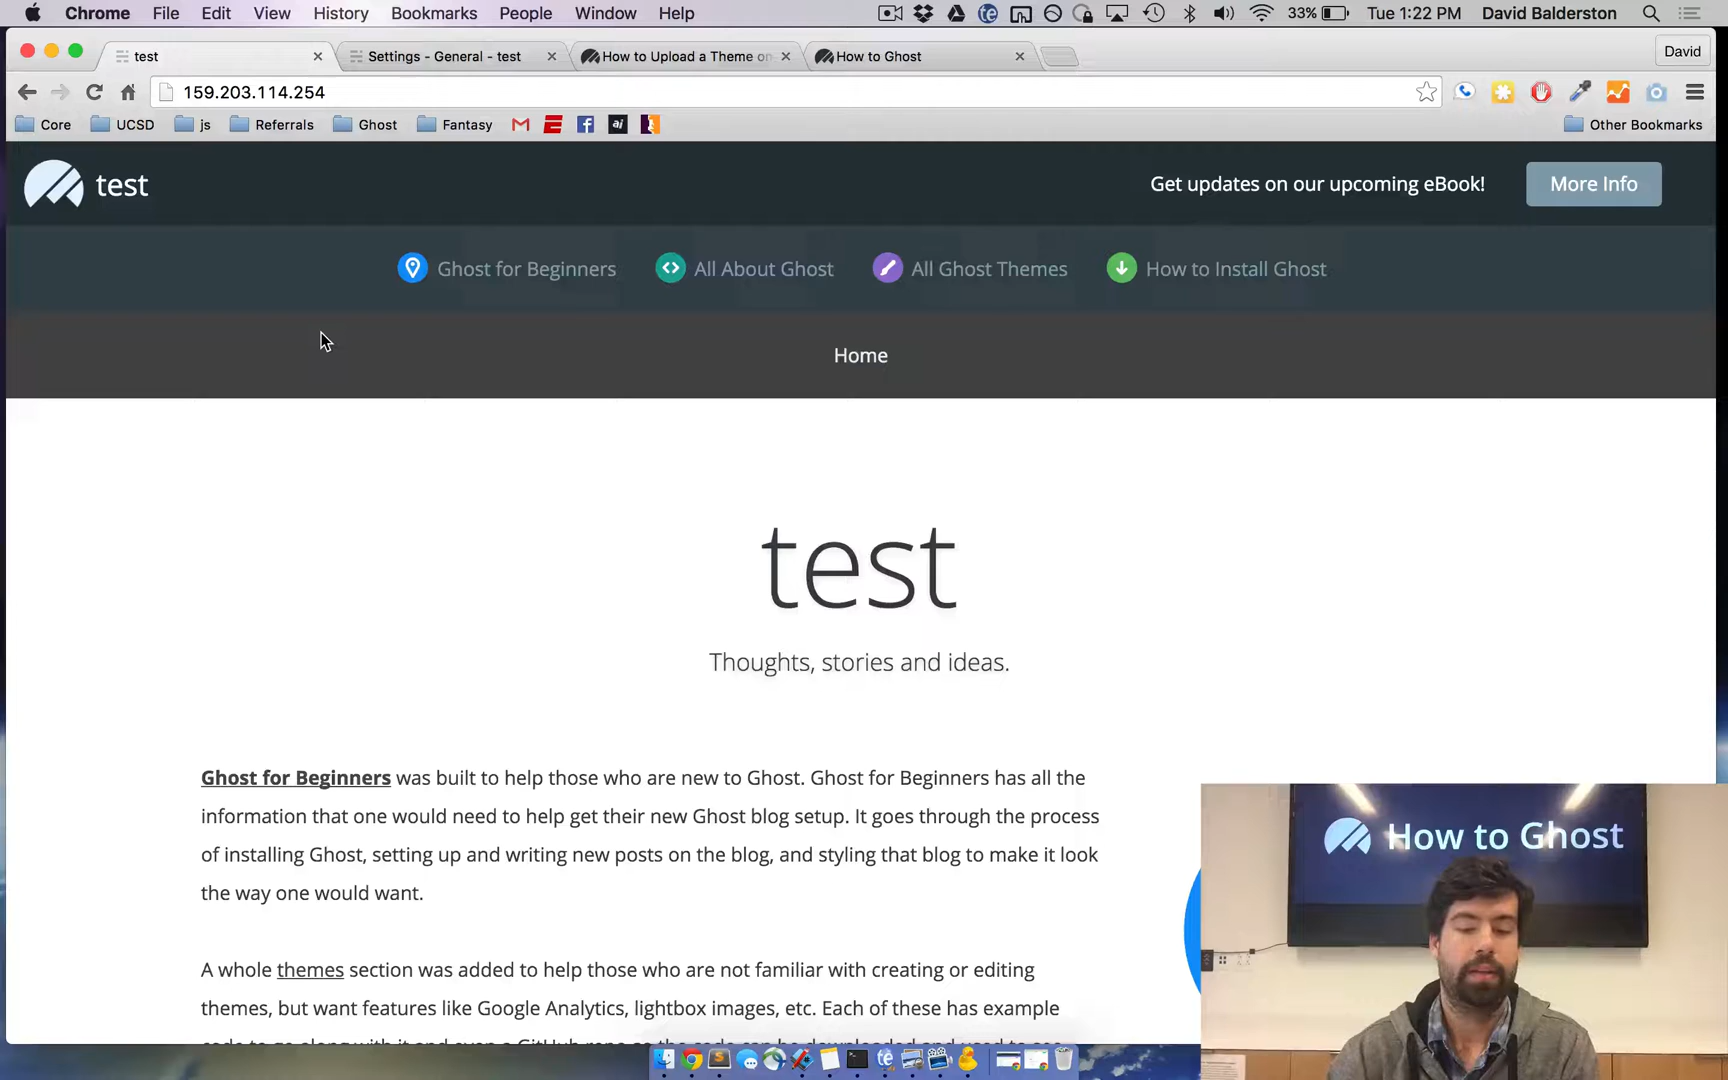 Chrome File Edit View History Bookmarks People Window Help 33% Tue 1:22 PM David Balderston
test Settings - General - test How to Upload a Theme on How to Ghost David
159.203.114.254
Core UCSD js Referrals Ghost Fantasy Other Bookmarks
test Get updates on our upcoming eBook! More Info
Ghost for Beginners All About Ghost All Ghost Themes How to Install Ghost
Home
test
Thoughts, stories and ideas.
Ghost for Beginners was built to help those who are new to Ghost. Ghost for Beginners has all the
information that one would need to help get their new Ghost blog setup. It goes through the process
of installing Ghost, setting up and writing new posts on the blog, and styling that blog to make it look
the way one would want.
A whole themes section was added to help those who are not familiar with creating or editing
themes, but want features like Google Analytics, lightbox images, etc. Each of these has example
How to Ghost